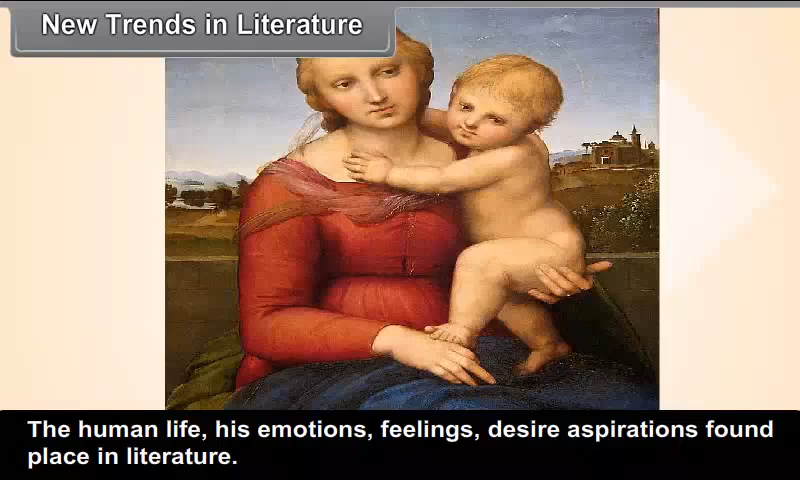 New Trends in Literature
The human life, his emotions, feelings, desire aspirations found
place in literature.